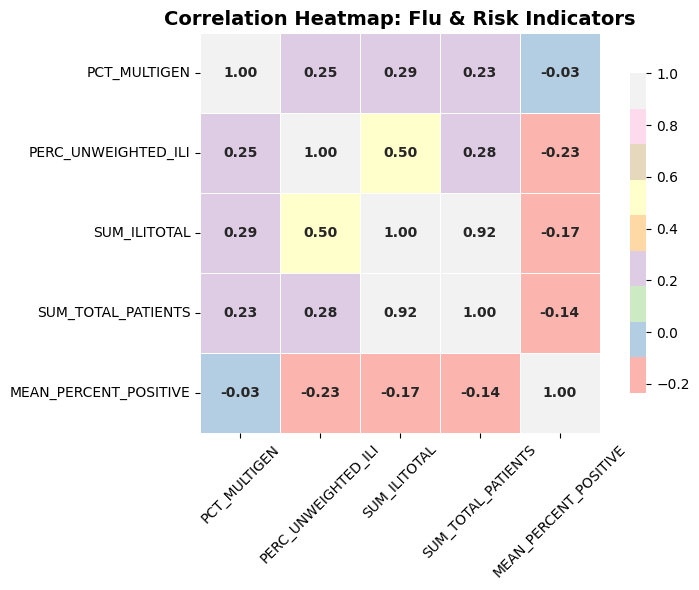 Correlation Heatmap: Flu & Risk Indicators
PCT_MULTIGEN 1.00 0.25 0.29 0.23 -0.03
PERC_UNWEIGHTED_ILI 0.25 1.00 0.50 0.28 -0.23
SUM_ILITOTAL 0.29 0.50 1.00 0.92 -0.17
SUM_TOTAL_PATIENTS 0.23 0.28 0.92 1.00 -0.14
MEAN_PERCENT_POSITIVE -0.03 -0.23 -0.17 -0.14 1.00
PCT_MULTIGEN
PERC_UNWEIGHTED_ILI
SUM_ILITOTAL
SUM_TOTAL_PATIENTS
MEAN_PERCENT_POSITIVE
1.0
0.8
0.6
0.4
0.2
0.0
−0.2